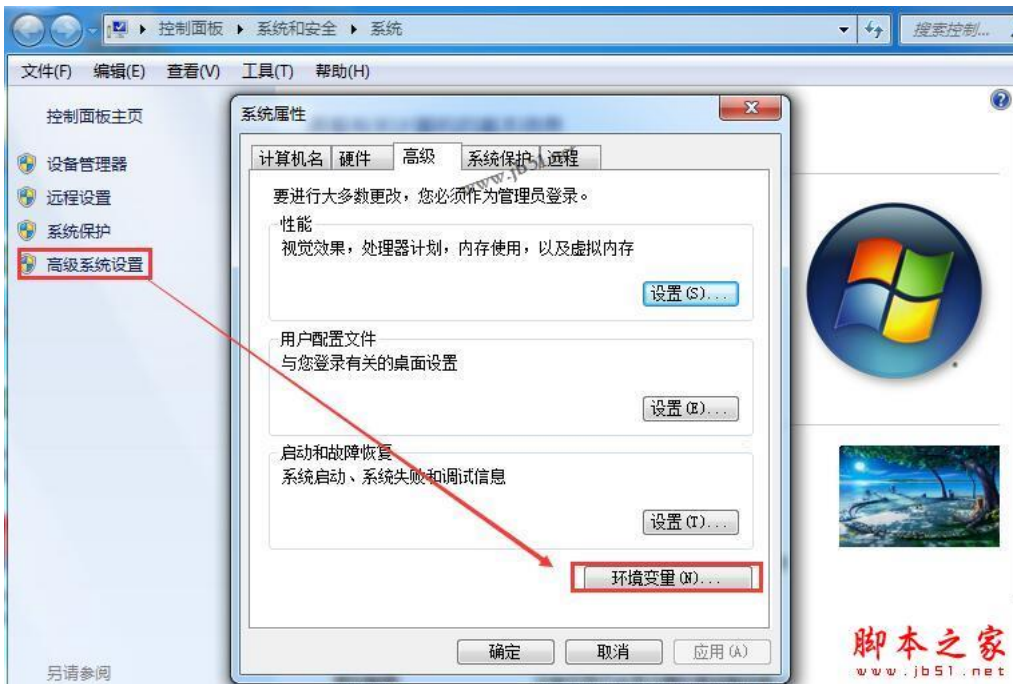 控制面板 ▸ 系统和安全 ▸ 系统
搜索控制...
文件(F) 编辑(E) 查看(V) 工具(T) 帮助(H)
控制面板主页
设备管理器
远程设置
系统保护
高级系统设置
另请参阅
系统属性
计算机名 硬件 高级 系统保护 远程
www.jb51.net
要进行大多数更改，您必须作为管理员登录。
性能
视觉效果，处理器计划，内存使用，以及虚拟内存
设置(S)...
用户配置文件
与您登录有关的桌面设置
设置(E)...
启动和故障恢复
系统启动、系统失败和调试信息
设置(T)...
环境变量(N)...
确定 取消 应用(A)
脚本之家
www.jb51.net